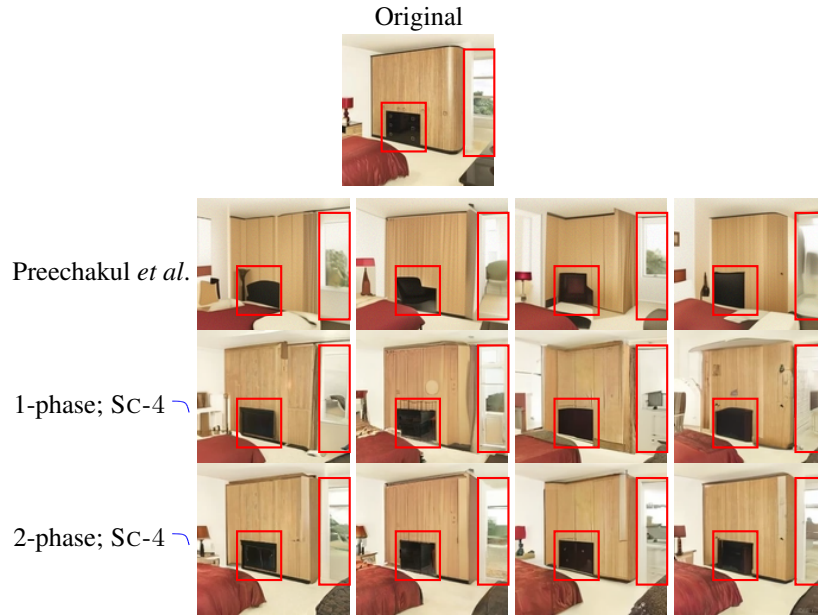 Original
Preechakul et al.
1-phase; SC-4
2-phase; SC-4